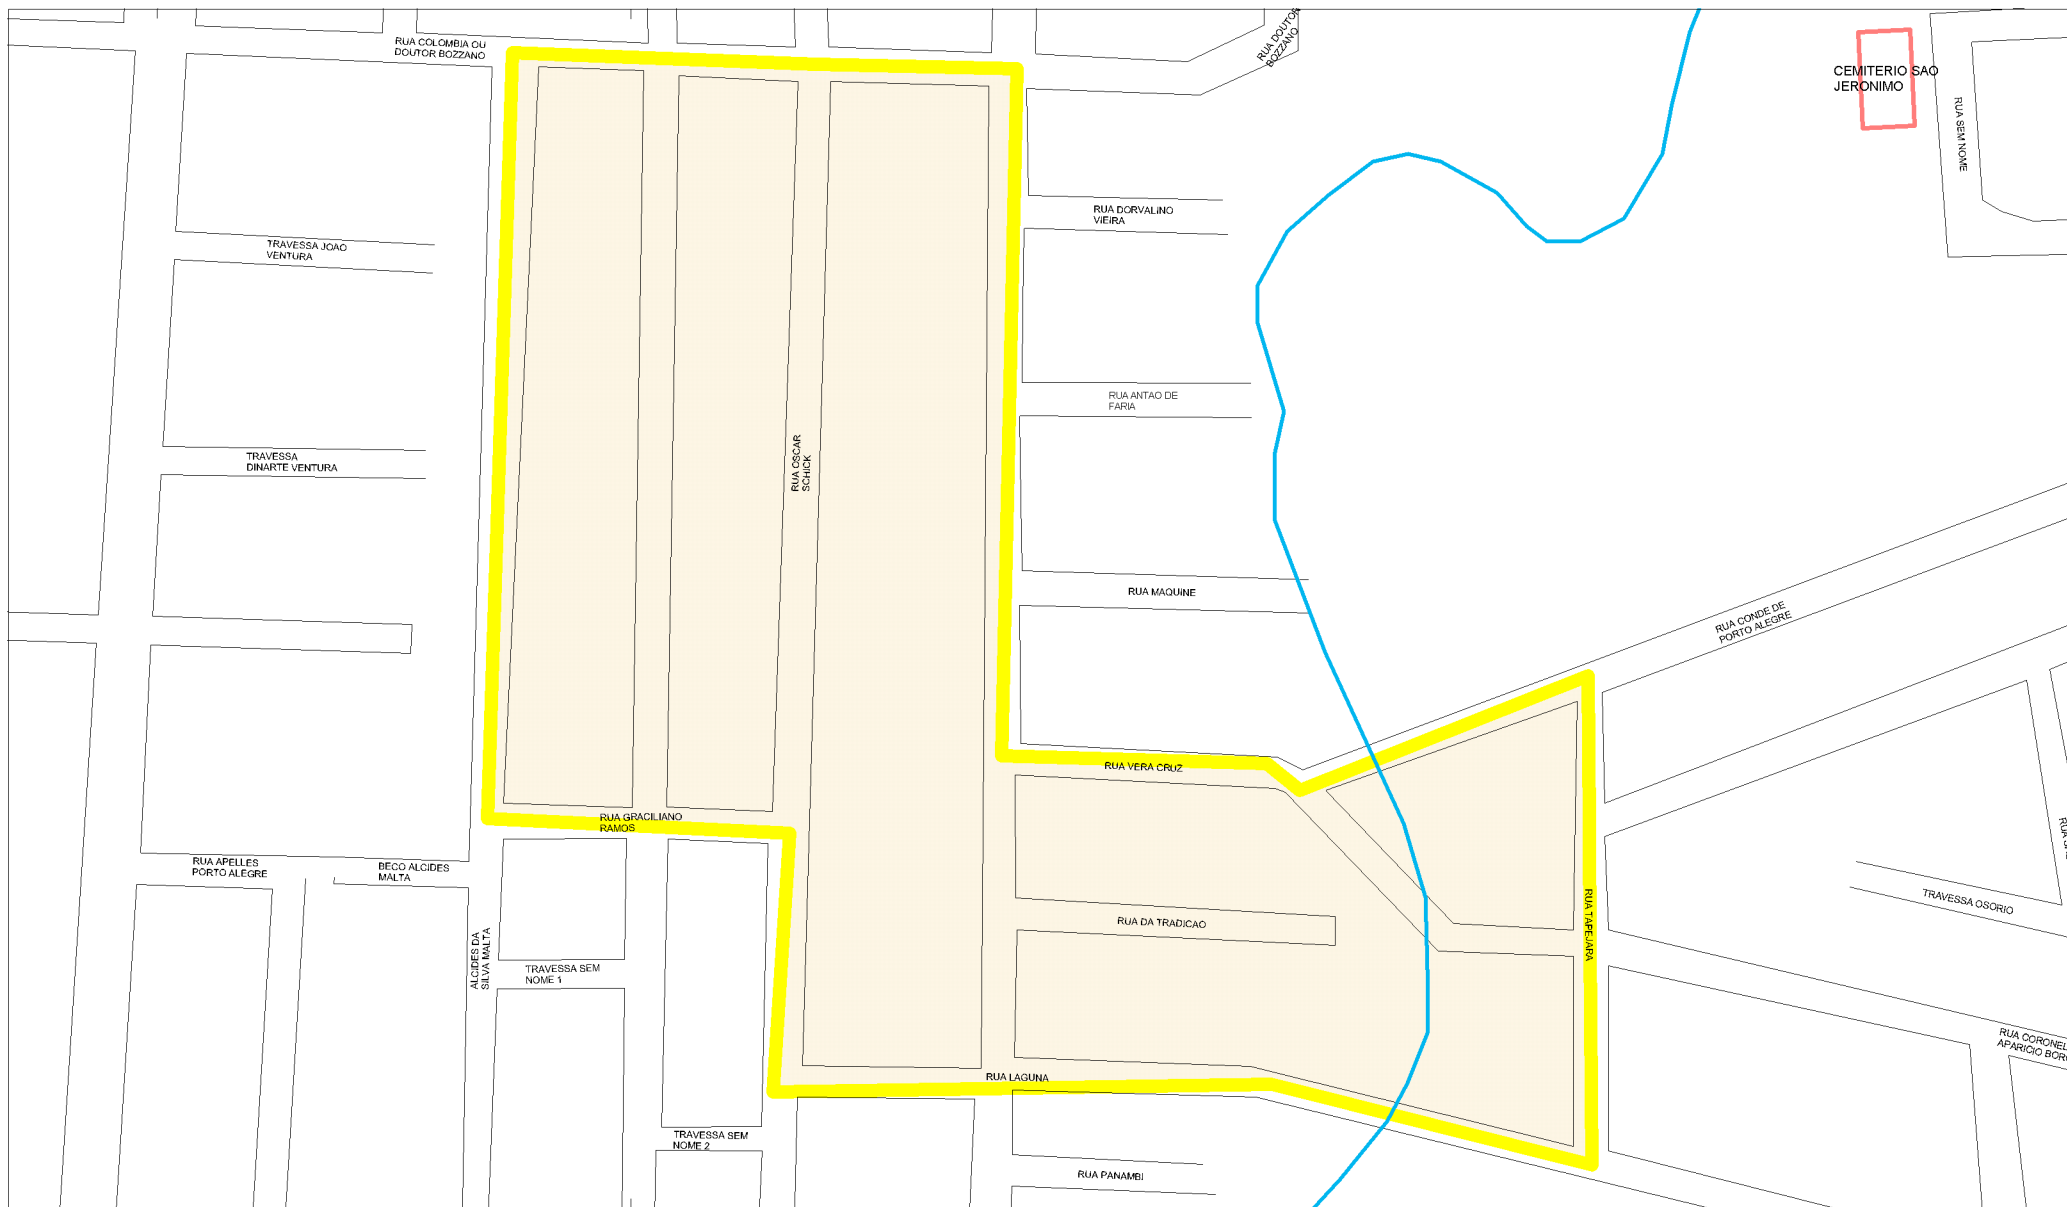 RUA COLOMBIA OU
DOUTOR BOZZANO
RUA DOUTOR
BOZZANO
CEMITERIO SAO
JERONIMO
RUA SEM NOME
RUA DORVALINO
VIEIRA
TRAVESSA JOAO
VENTURA
RUA ANTAO DE
FARIA
TRAVESSA
DINARTE VENTURA
RUA OSCAR
SCHICK
RUA MAQUINE
RUA CONDE DE
PORTO ALEGRE
RUA VERA CRUZ
RUA GRACILIANO
RAMOS
RUA APELLES
PORTO ALEGRE
BECO ALCIDES
MALTA
TRAVESSA OSORIO
RUA DA TRADICAO
RUA TAPEJARA
ALCIDES DA
SILVA MALTA
TRAVESSA SEM
NOME 1
RUA CORONEL
APARICIO BOR
RUA LAGUNA
TRAVESSA SEM
NOME 2
RUA PANAMBI